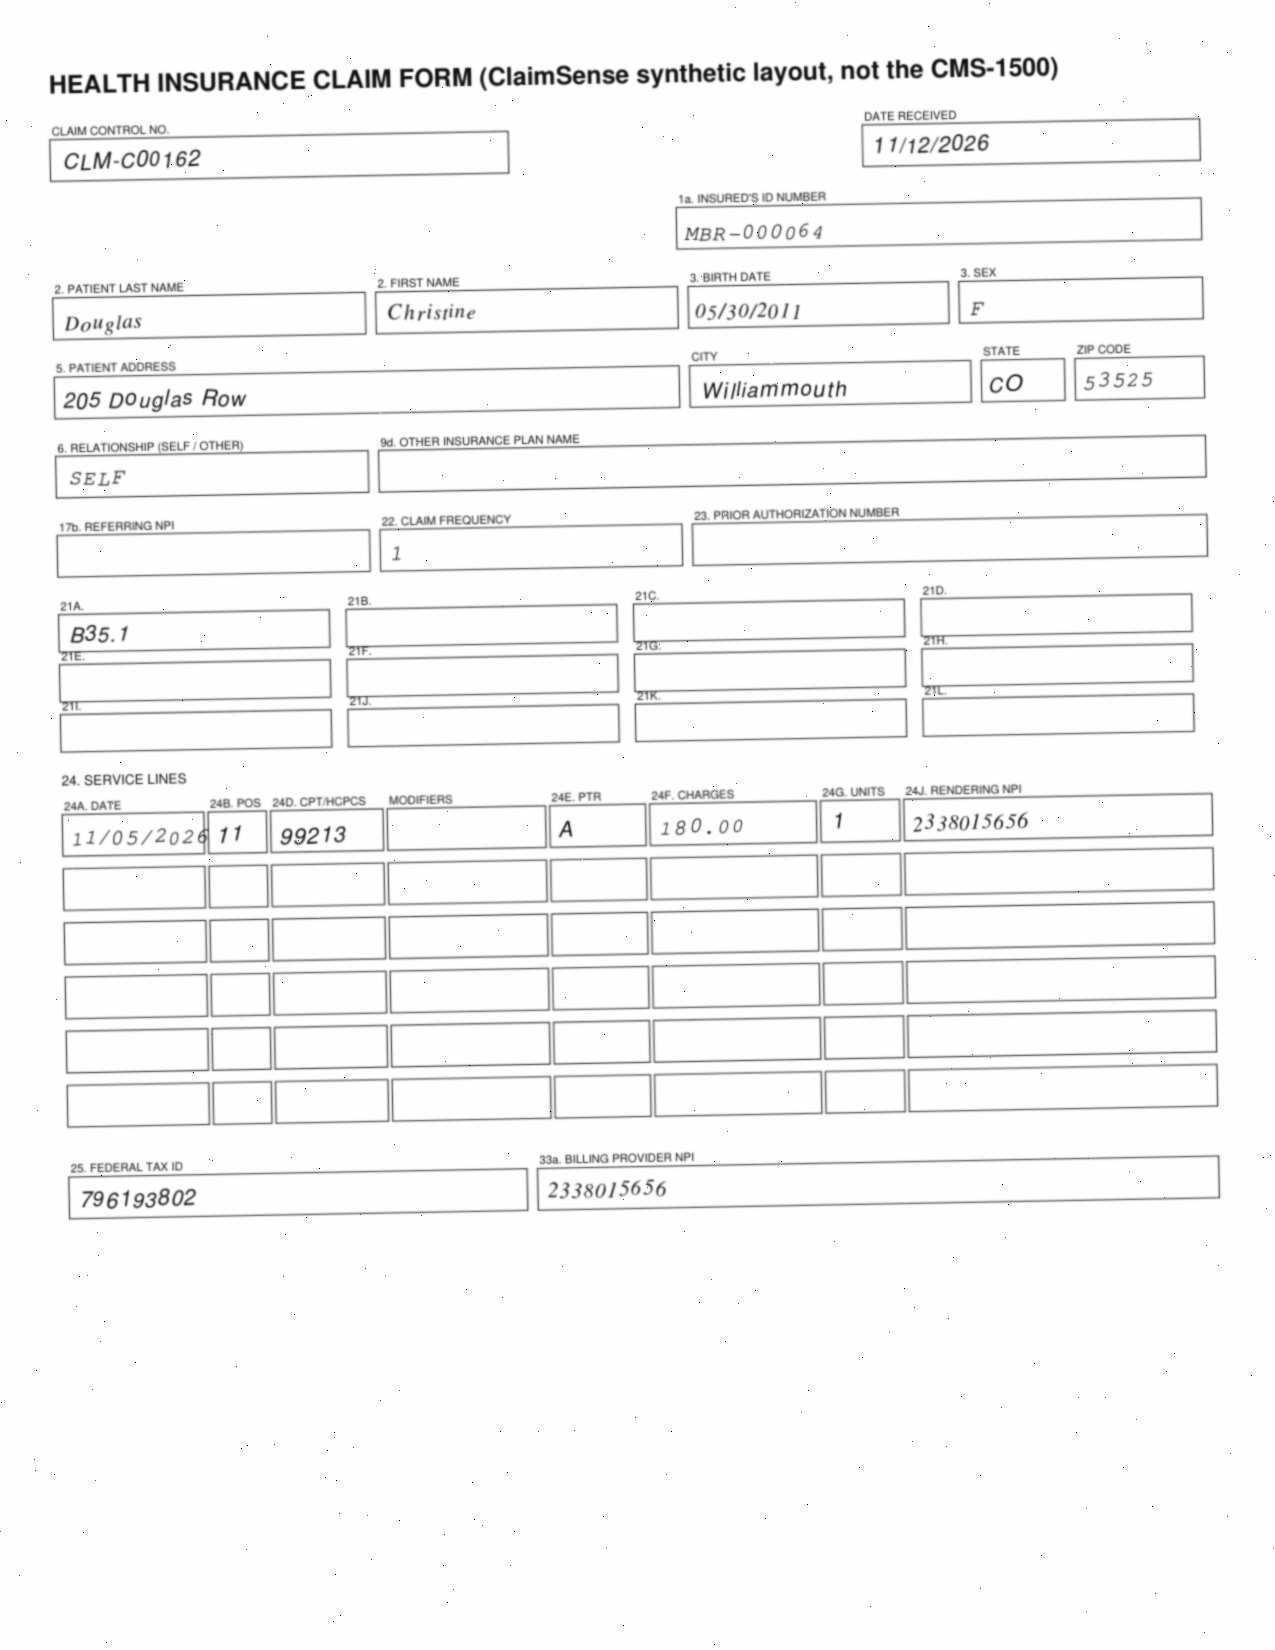 HEALTH INSURANCE CLAIM FORM (ClaimSense synthetic layout, not the CMS-1500)
CLAIM CONTROL NO. DATE RECEIVED
CLM-C00162 11/12/2026
1a. INSURED'S ID NUMBER
MBR-000064
2. PATIENT LAST NAME 2. FIRST NAME 3. BIRTH DATE 3. SEX
Douglas Christine 05/30/2011 F
5. PATIENT ADDRESS CITY STATE ZIP CODE
205 Douglas Row Williammouth CO 53525
6. RELATIONSHIP (SELF / OTHER) 9d. OTHER INSURANCE PLAN NAME
SELF
17b. REFERRING NPI 22. CLAIM FREQUENCY 23. PRIOR AUTHORIZATION NUMBER
1
21A. 21B. 21C. 21D.
B35.1
21E. 21F. 21G. 21H.
21I. 21J. 21K. 21L.
24. SERVICE LINES
24A. DATE 24B. POS 24D. CPT/HCPCS MODIFIERS 24E. PTR 24F. CHARGES 24G. UNITS 24J. RENDERING NPI
11/05/2026 11 99213 A 180.00 1 2338015656
25. FEDERAL TAX ID 33a. BILLING PROVIDER NPI
796193802 2338015656